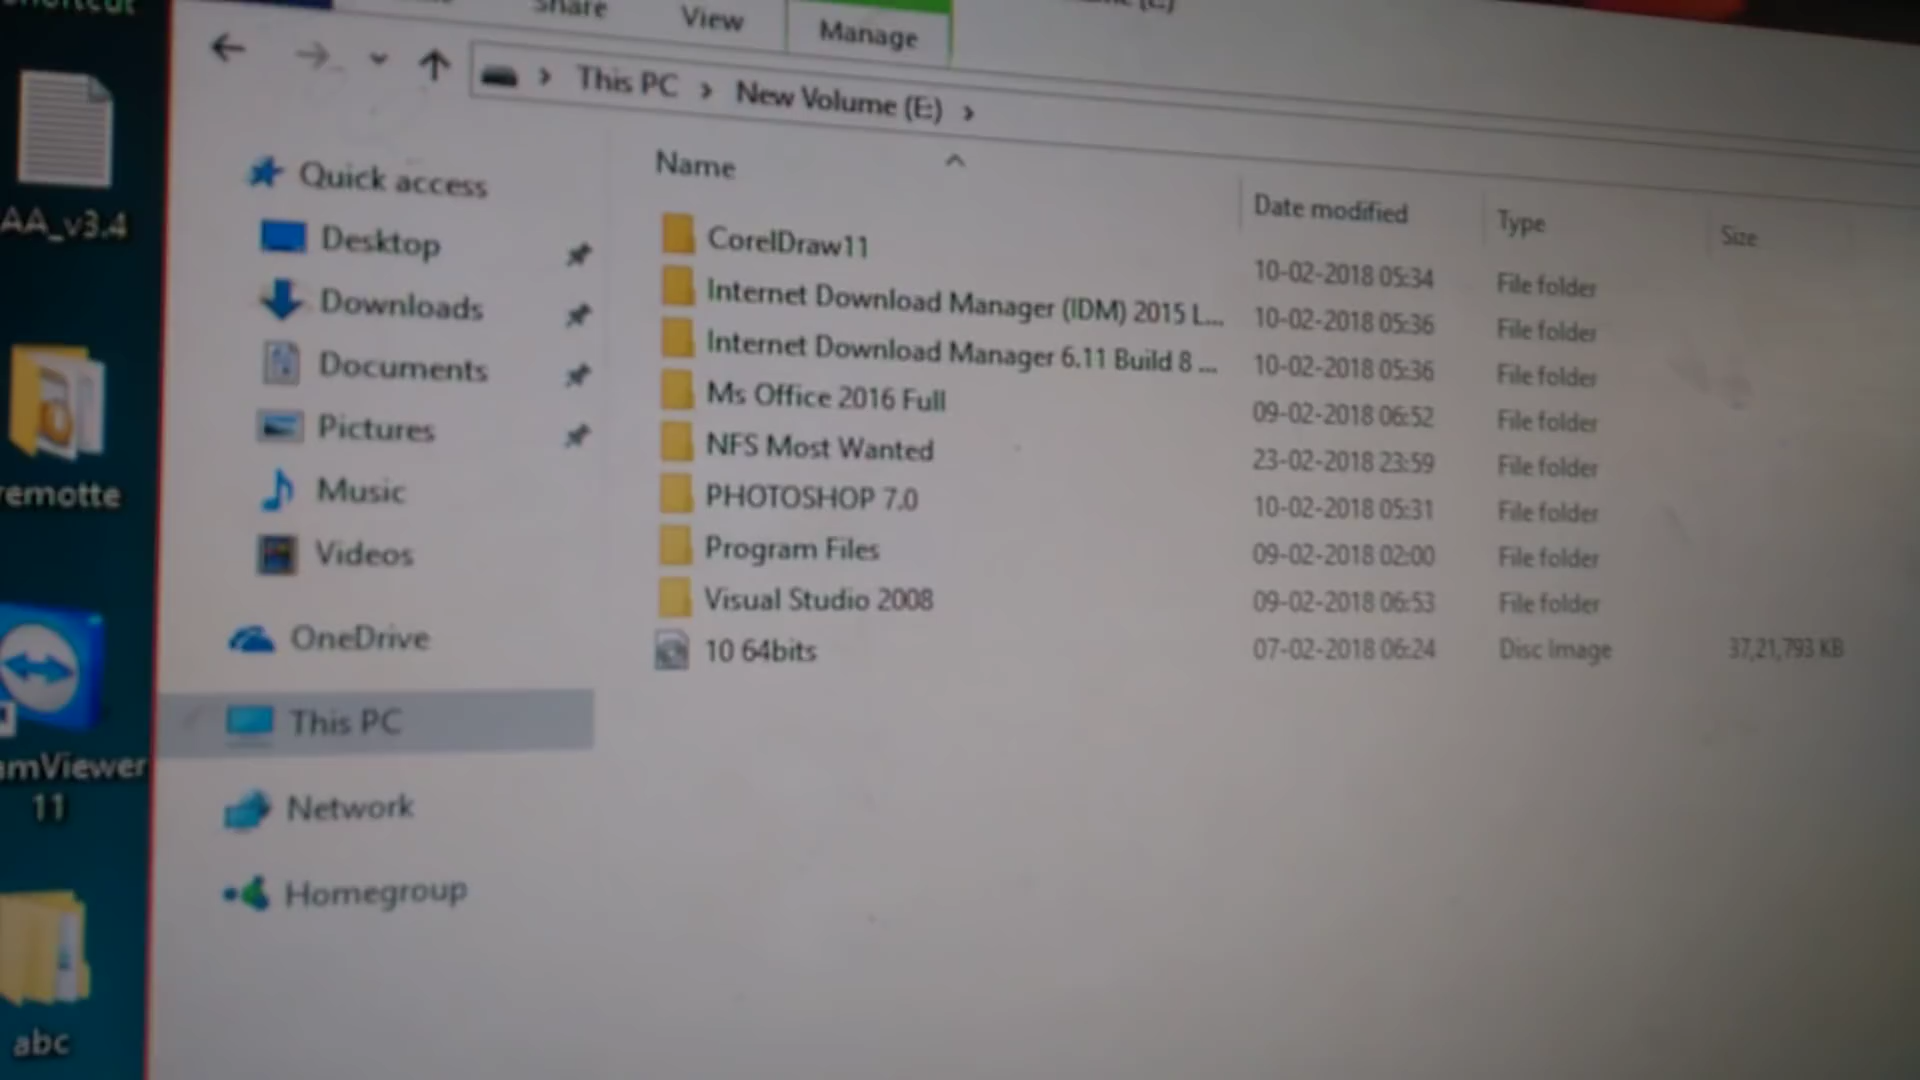 Share
View
Manage
This PC > New Volume (E:) >
Name
Date modified
Type
Size
CorelDraw11 10-02-2018 05:34 File folder
Internet Download Manager (IDM) 2015 L... 10-02-2018 05:36 File folder
Internet Download Manager 6.11 Build 8 ... 10-02-2018 05:36 File folder
Ms Office 2016 Full 09-02-2018 06:52 File folder
NFS Most Wanted 23-02-2018 23:59 File folder
PHOTOSHOP 7.0 10-02-2018 05:31 File folder
Program Files 09-02-2018 02:00 File folder
Visual Studio 2008 09-02-2018 06:53 File folder
10 64bits 07-02-2018 06:24 Disc Image 37,21,793 KB
Quick access
Desktop
Downloads
Documents
Pictures
Music
Videos
OneDrive
This PC
Network
Homegroup
AA_v3.4
remotte
amViewer
11
abc